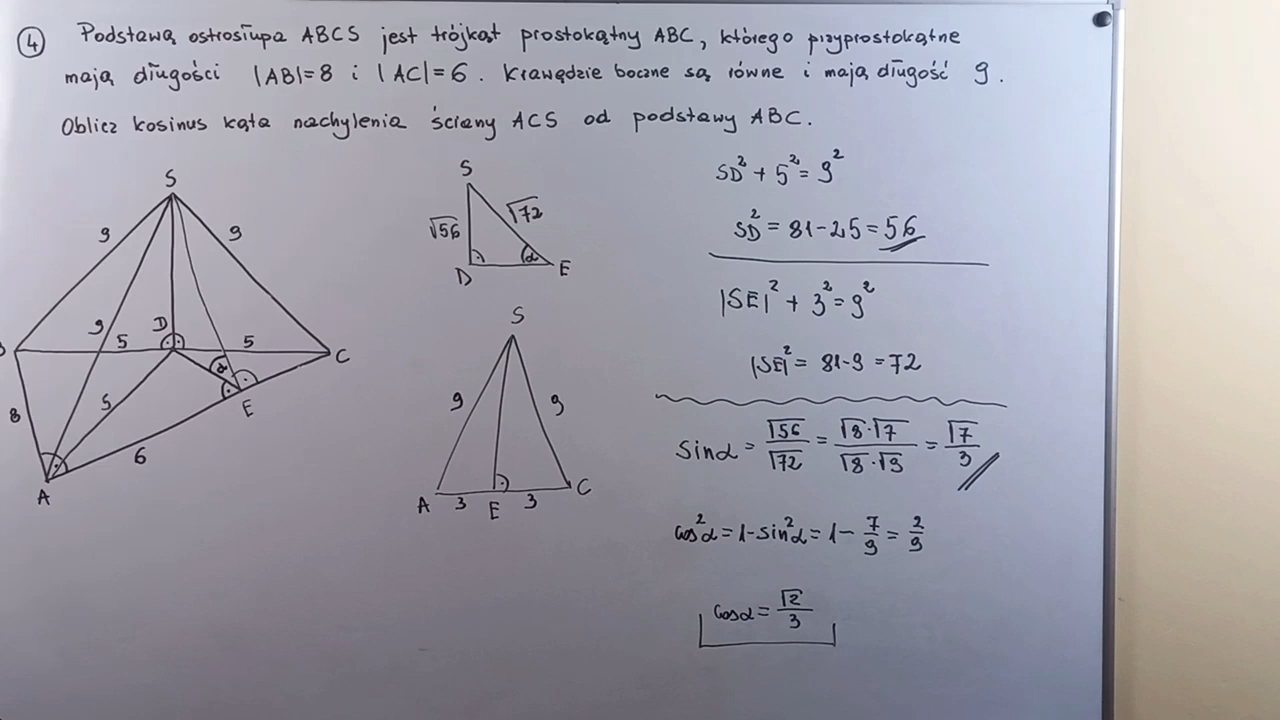 4 Podstawą ostrosłupa ABCS jest trójkąt prostokątny ABC, którego przyprostokątne
mają długości |AB|=8 i |AC|=6. Krawędzie boczne są równe i mają długość 9.
Oblicz kosinus kąta nachylenia ściany ACS od podstawy ABC.
S
9
9
9
D
5
5
C
α
5
E
8
6
A
S
√56
√72
α
D
E
S
9
9
A
3
E
3
C
SD² + 5² = 9²
SD² = 81-25 = 56
|SE|² + 3² = 9²
|SE|² = 81-9 = 72
sinα = √56/√72 = √8·√7/√8·√9 = √7/3
cos²α = 1-sin²α = 1- 7/9 = 2/9
cosα = √2/3